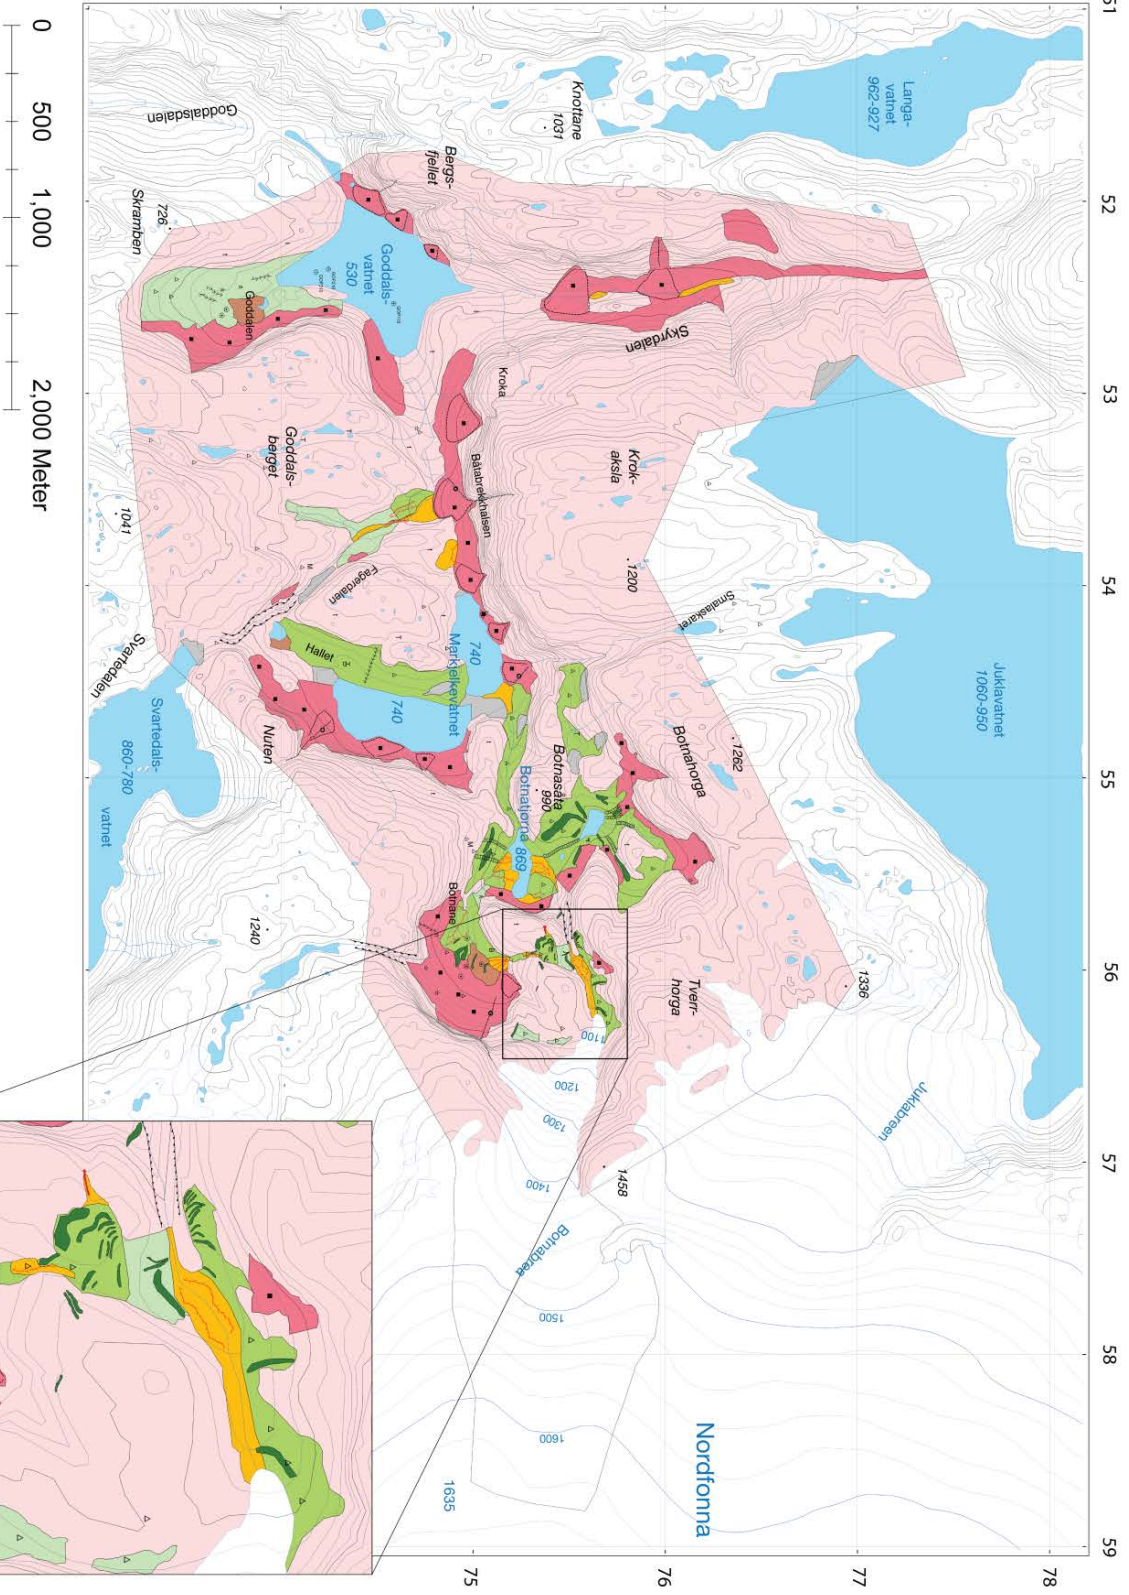 51
52
53
54
55
56
57
58
59
78
77
76
75
0
500
1,000
2,000 Meter
Langa-
vatnet
962-927
Knottane
1031
Goddalsdalen
Bergs-
fjellet
726
Skramben
Goddals-
vatnet
530
Goddalen
Skyrdalen
Kroka
Krok-
aksla
Goddals-
berget
Båtabrekkhalsen
1041
Fagerdalen
1200
Smalaskaret
Juklavatnet
1060-950
Svartedalen
Hallet
740
Markjelkevatnet
740
Nuten
Svartedals-
860-780
vatnet
1262
Botnahorga
Botnasåta
990
Botnatjørna
869
Botnane
1240
1336
Tverr-
horga
1100
1200
1300
1400
1500
1600
1458
Juklabreen
Botnabrea
Nordfonna
1635